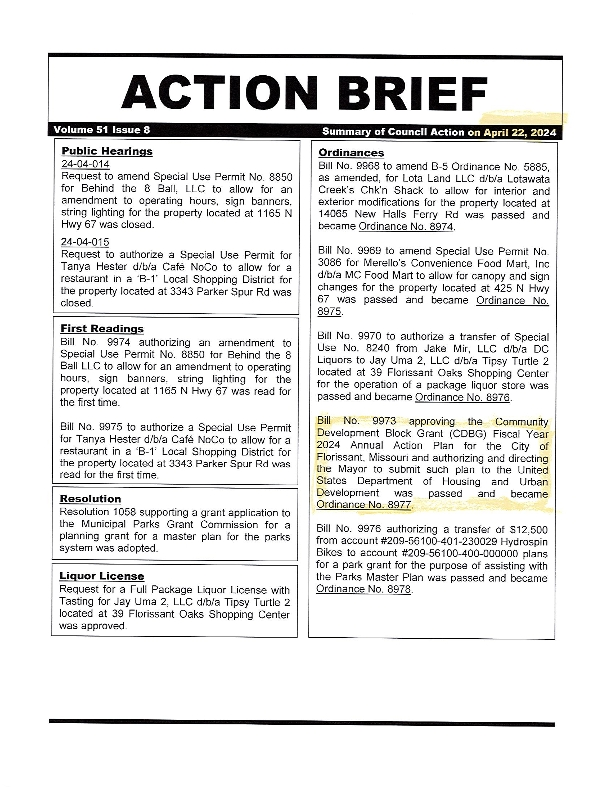 ACTION BRIEF
Volume 51 Issue 8
Summary of Council Action on April 22, 2024
Public Hearings
24-04-014
Request to amend Special Use Permit No. 8850
for Behind the 8 Ball, LLC to allow for an
amendment to operating hours, sign banners,
string lighting for the property located at 1165 N
Hwy 67 was closed.
24-04-015
Request to authorize a Special Use Permit for
Tanya Hester d/b/a Café NoCo to allow for a
restaurant in a 'B-1' Local Shopping District for
the property located at 3343 Parker Spur Rd was
closed.
First Readings
Bill No. 9974 authorizing an amendment to
Special Use Permit No. 8850 for Behind the 8
Ball LLC to allow for an amendment to operating
hours, sign banners, string lighting for the
property located at 1165 N Hwy 67 was read for
the first time.
Bill No. 9975 to authorize a Special Use Permit
for Tanya Hester d/b/a Café NoCo to allow for a
restaurant in a 'B-1' Local Shopping District for
the property located at 3343 Parker Spur Rd was
read for the first time.
Resolution
Resolution 1058 supporting a grant application to
the Municipal Parks Grant Commission for a
planning grant for a master plan for the parks
system was adopted.
Liquor License
Request for a Full Package Liquor License with
Tasting for Jay Uma 2, LLC d/b/a Tipsy Turtle 2
located at 39 Florissant Oaks Shopping Center
was approved.
Ordinances
Bill No. 9968 to amend B-5 Ordinance No. 5885,
as amended, for Lota Land LLC d/b/a Lotawata
Creek's Chk'n Shack to allow for interior and
exterior modifications for the property located at
14065 New Halls Ferry Rd was passed and
became Ordinance No. 8974.
Bill No. 9969 to amend Special Use Permit No.
3086 for Merello's Convenience Food Mart, Inc
d/b/a MC Food Mart to allow for canopy and sign
changes for the property located at 425 N Hwy
67 was passed and became Ordinance No.
8975.
Bill No. 9970 to authorize a transfer of Special
Use No. 8240 from Jake Mir, LLC d/b/a DC
Liquors to Jay Uma 2, LLC d/b/a Tipsy Turtle 2
located at 39 Florissant Oaks Shopping Center
for the operation of a package liquor store was
passed and became Ordinance No. 8976.
Bill No. 9973 approving the Community
Development Block Grant (CDBG) Fiscal Year
2024 Annual Action Plan for the City of
Florissant, Missouri and authorizing and directing
the Mayor to submit such plan to the United
States Department of Housing and Urban
Development was passed and became
Ordinance No. 8977.
Bill No. 9976 authorizing a transfer of $12,500
from account #209-56100-401-230029 Hydrospin
Bikes to account #209-56100-400-000000 plans
for a park grant for the purpose of assisting with
the Parks Master Plan was passed and became
Ordinance No. 8978.